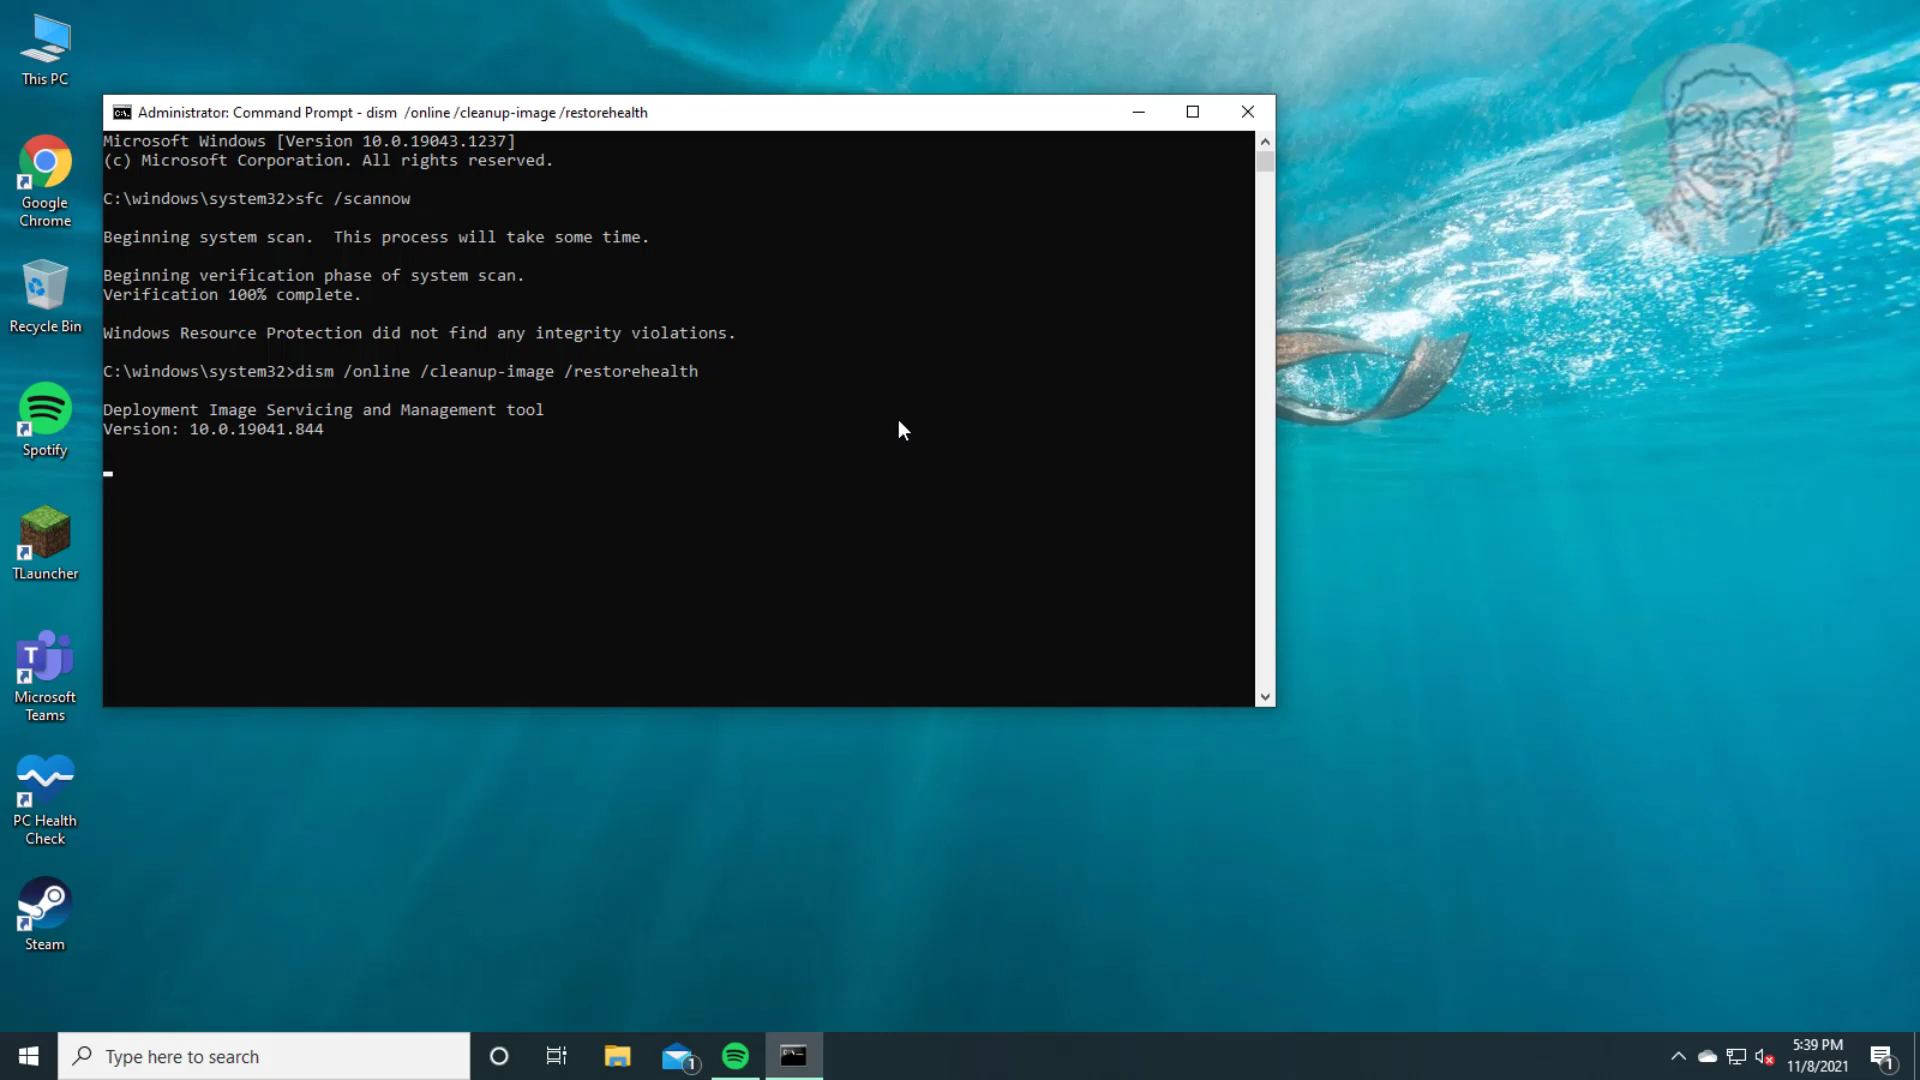 This PC
Google
Chrome
Recycle Bin
Spotify
TLauncher
Microsoft
Teams
PC Health
Check
Steam
Administrator: Command Prompt - dism  /online /cleanup-image /restorehealth
Microsoft Windows [Version 10.0.19043.1237]
(c) Microsoft Corporation. All rights reserved.
C:\windows\system32>sfc /scannow
Beginning system scan.  This process will take some time.
Beginning verification phase of system scan.
Verification 100% complete.
Windows Resource Protection did not find any integrity violations.
C:\windows\system32>dism /online /cleanup-image /restorehealth
Deployment Image Servicing and Management tool
Version: 10.0.19041.844
Type here to search
1
5:39 PM
11/8/2021
1